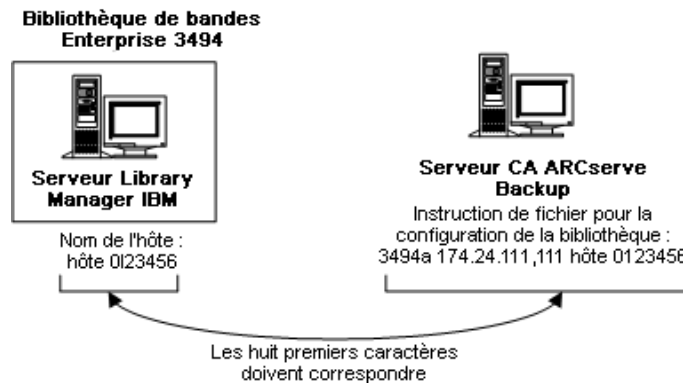 Bibliothèque de bandes
Enterprise 3494
Serveur Library
Manager IBM
Nom de l'hôte :
hôte 0I23456
Serveur CA ARCserve
Backup
Instruction de fichier pour la
configuration de la bibliothèque :
3494a 174.24.111,111 hôte 0123456
Les huit premiers caractères
doivent correspondre